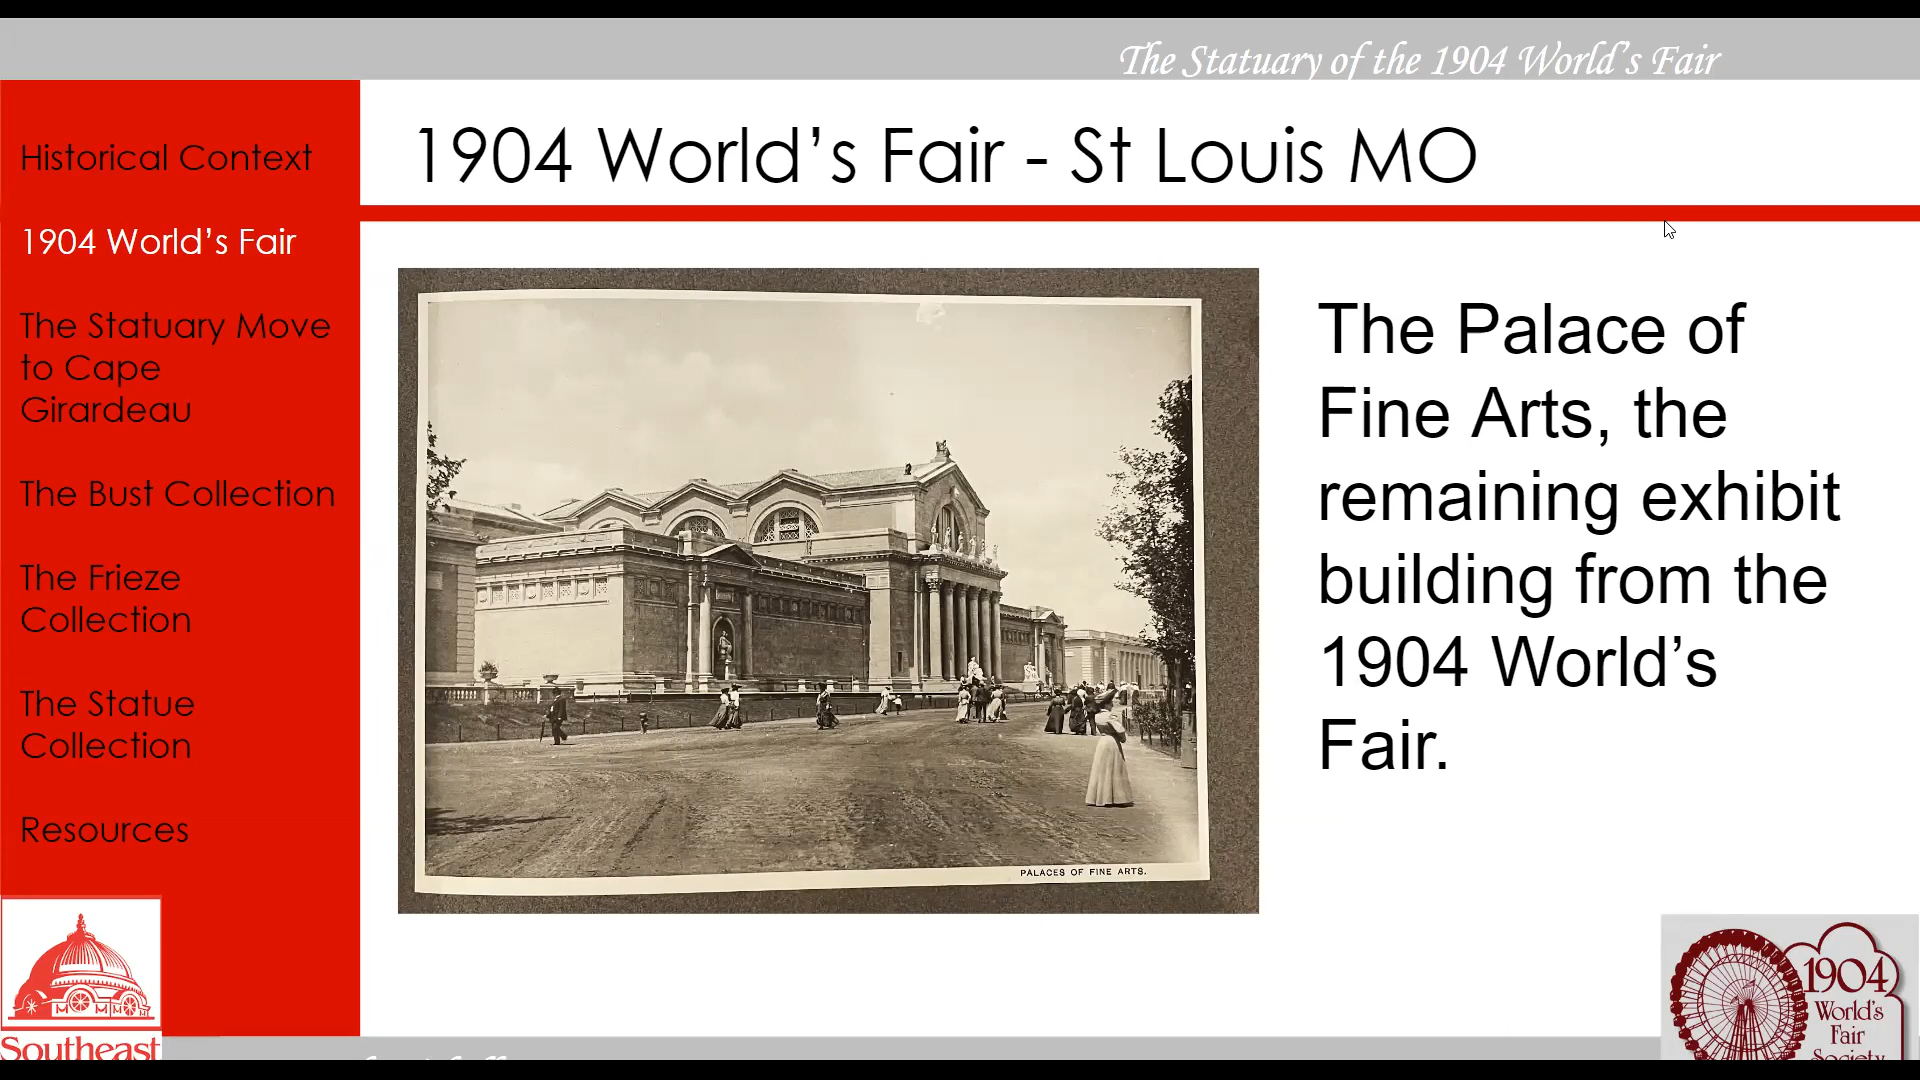 The Statuary of the 1904 World's Fair
Historical Context
1904 World's Fair
The Statuary Move
to Cape
Girardeau
The Bust Collection
The Frieze
Collection
The Statue
Collection
Resources
Southeast
1904 World's Fair - St Louis MO
PALACES OF FINE ARTS.
The Palace of
Fine Arts, the
remaining exhibit
building from the
1904 World's
Fair.
1904
World's
Fair
Society